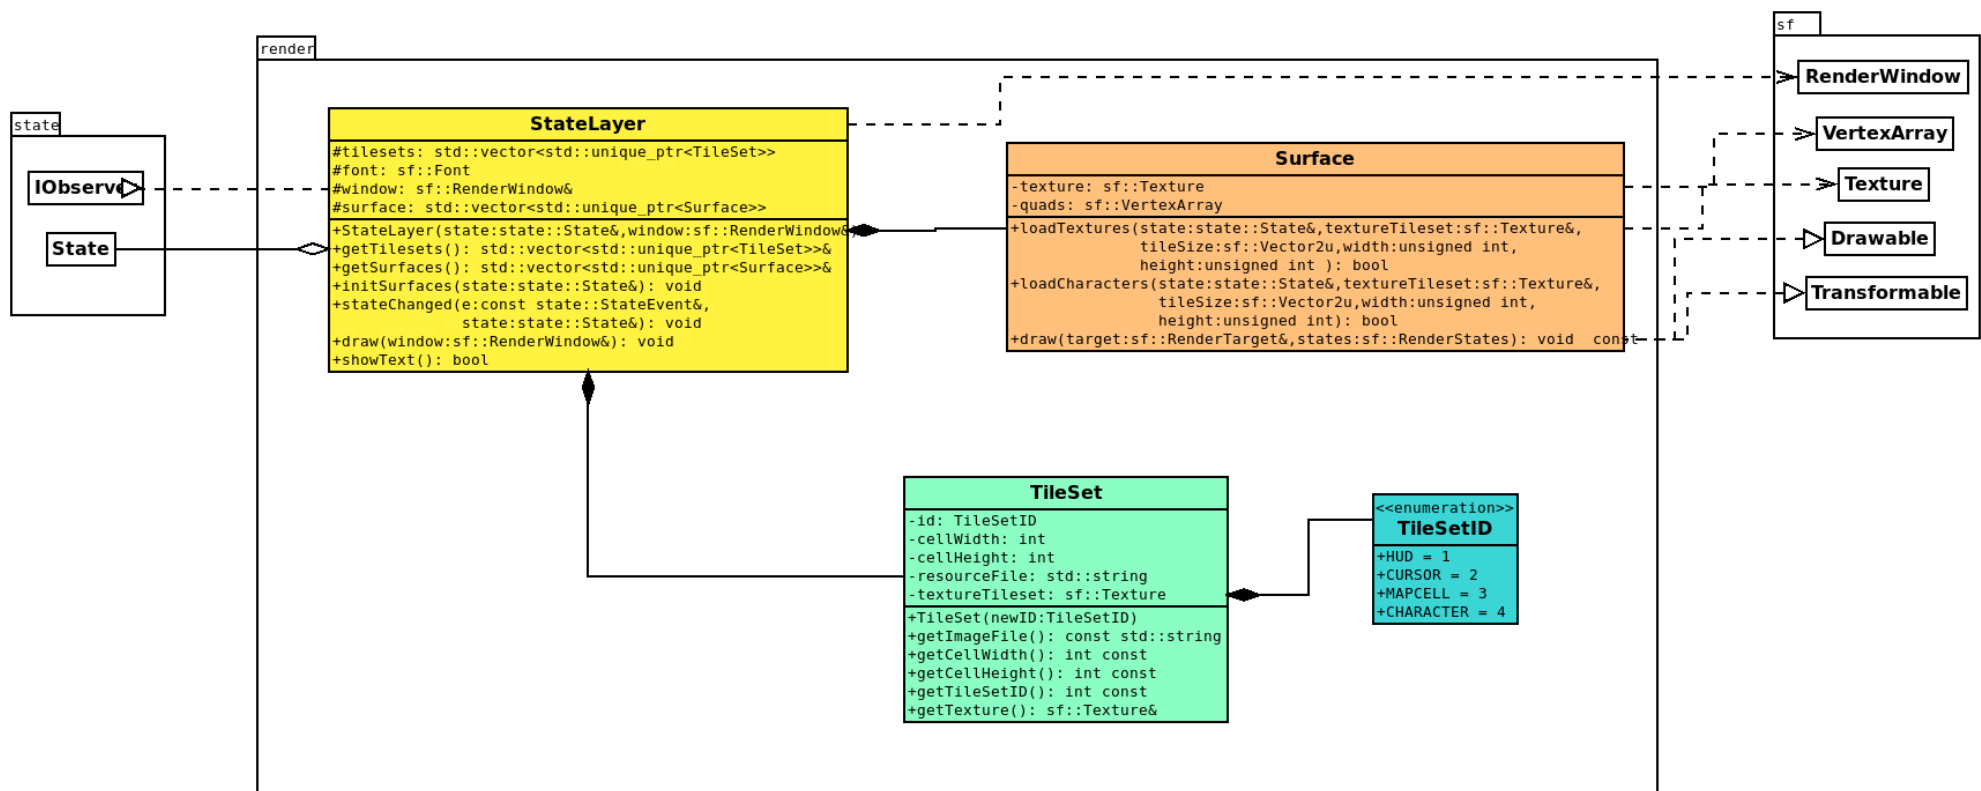 render
state
IObserve
State
StateLayer
#tilesets: std::vector<std::unique_ptr<TileSet>>
#font: sf::Font
#window: sf::RenderWindow&
#surface: std::vector<std::unique_ptr<Surface>>
+StateLayer(state:state::State&,window:sf::RenderWindow&)
+getTilesets(): std::vector<std::unique_ptr<TileSet>>&
+getSurfaces(): std::vector<std::unique_ptr<Surface>>&
+initSurfaces(state:state::State&): void
+stateChanged(e:const state::StateEvent&,
state:state::State&): void
+draw(window:sf::RenderWindow&): void
+showText(): bool
Surface
-texture: sf::Texture
-quads: sf::VertexArray
+loadTextures(state:state::State&,textureTileset:sf::Texture&,
tileSize:sf::Vector2u,width:unsigned int,
height:unsigned int ): bool
+loadCharacters(state:state::State&,textureTileset:sf::Texture&,
tileSize:sf::Vector2u,width:unsigned int,
height:unsigned int): bool
+draw(target:sf::RenderTarget&,states:sf::RenderStates): void  const
TileSet
-id: TileSetID
-cellWidth: int
-cellHeight: int
-resourceFile: std::string
-textureTileset: sf::Texture
+TileSet(newID:TileSetID)
+getImageFile(): const std::string
+getCellWidth(): int const
+getCellHeight(): int const
+getTileSetID(): int const
+getTexture(): sf::Texture&
<<enumeration>>
TileSetID
+HUD = 1
+CURSOR = 2
+MAPCELL = 3
+CHARACTER = 4
sf
RenderWindow
VertexArray
Texture
Drawable
Transformable